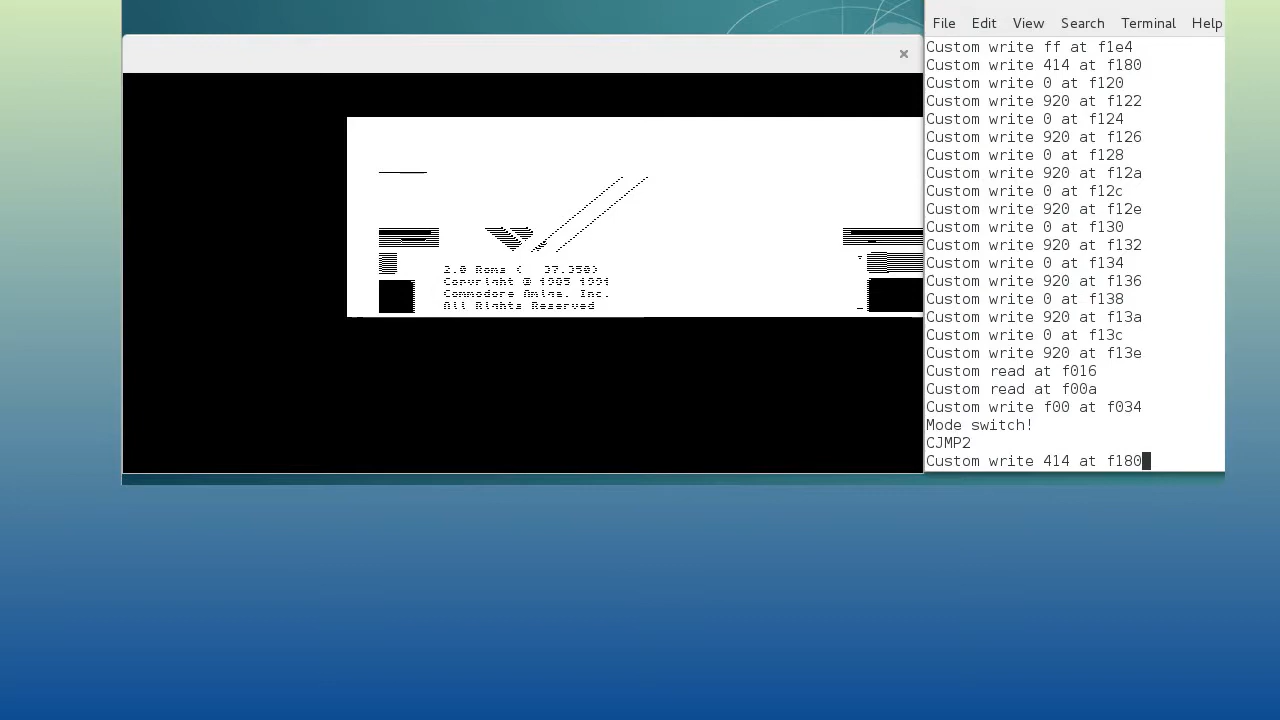 File Edit View Search Terminal Help
Custom write ff at f1e4
Custom write 414 at f180
Custom write 0 at f120
Custom write 920 at f122
Custom write 0 at f124
Custom write 920 at f126
Custom write 0 at f128
Custom write 920 at f12a
Custom write 0 at f12c
Custom write 920 at f12e
Custom write 0 at f130
Custom write 920 at f132
Custom write 0 at f134
Custom write 920 at f136
Custom write 0 at f138
Custom write 920 at f13a
Custom write 0 at f13c
Custom write 920 at f13e
Custom read at f016
Custom read at f00a
Custom write f00 at f034
Mode switch!
CJMP2
Custom write 414 at f180
2.0 Roms ( 37.350)
Copyright © 1985-1991
Commodore Amiga, Inc.
All Rights Reserved